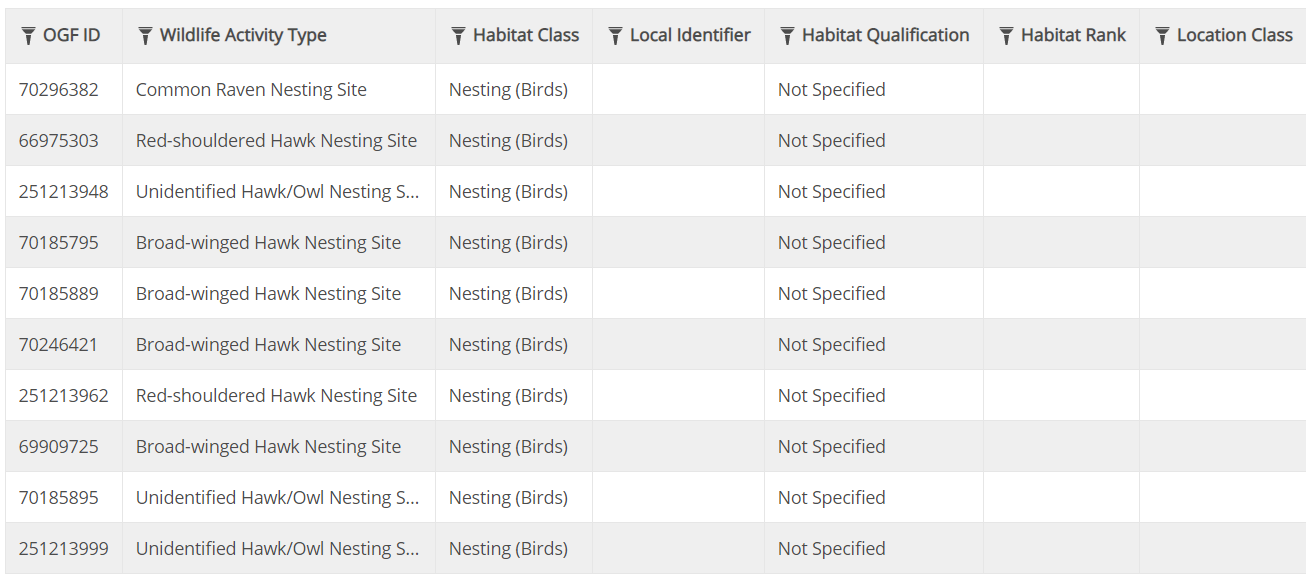 OGF ID Wildlife Activity Type Habitat Class Local Identifier Habitat Qualification Habitat Rank Location Class
70296382 Common Raven Nesting Site Nesting (Birds) Not Specified
66975303 Red-shouldered Hawk Nesting Site Nesting (Birds) Not Specified
251213948 Unidentified Hawk/Owl Nesting S... Nesting (Birds) Not Specified
70185795 Broad-winged Hawk Nesting Site Nesting (Birds) Not Specified
70185889 Broad-winged Hawk Nesting Site Nesting (Birds) Not Specified
70246421 Broad-winged Hawk Nesting Site Nesting (Birds) Not Specified
251213962 Red-shouldered Hawk Nesting Site Nesting (Birds) Not Specified
69909725 Broad-winged Hawk Nesting Site Nesting (Birds) Not Specified
70185895 Unidentified Hawk/Owl Nesting S... Nesting (Birds) Not Specified
251213999 Unidentified Hawk/Owl Nesting S... Nesting (Birds) Not Specified